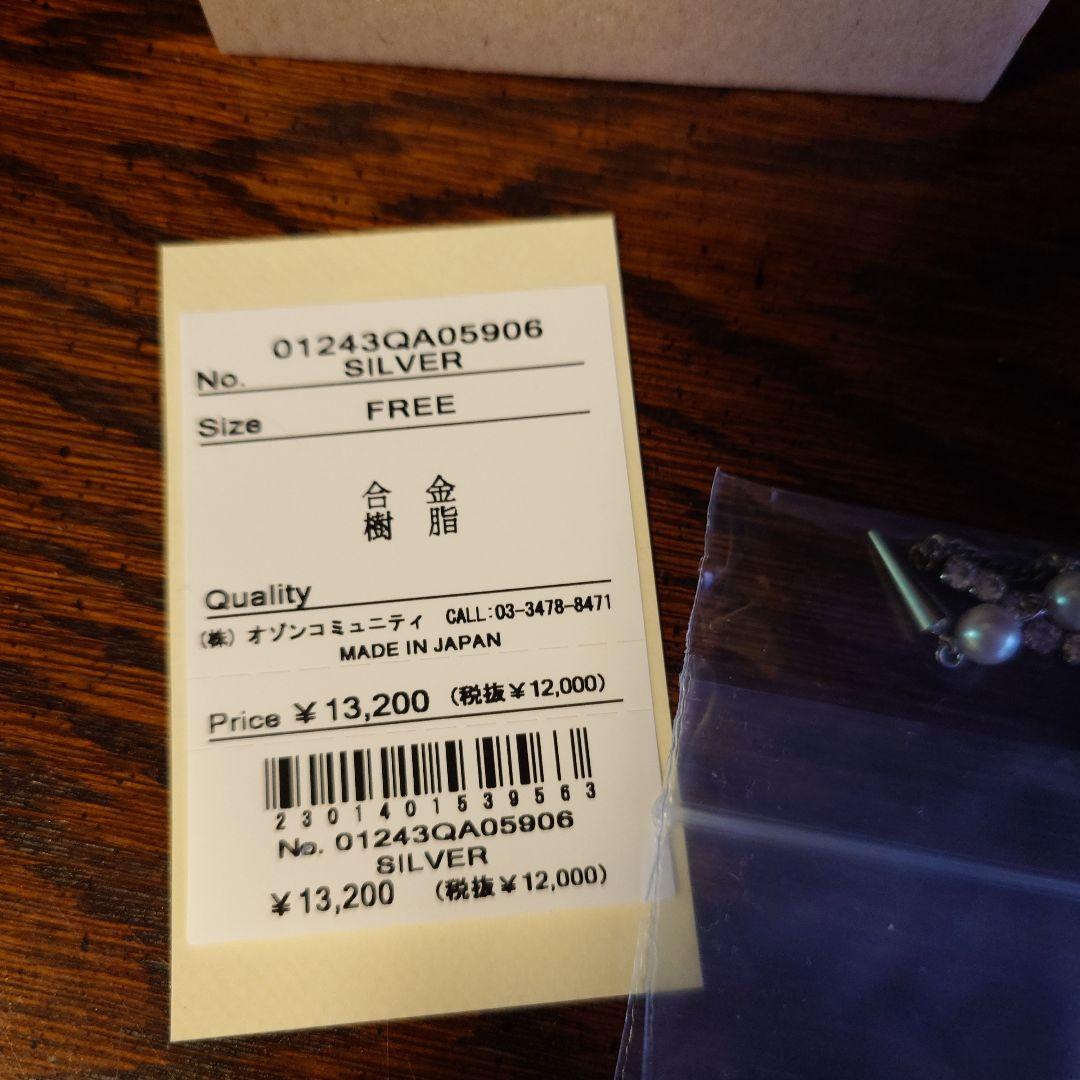 01243QA05906
No. SILVER
Size FREE
合 金
樹 脂
Quality
(株) オゾンコミュニティ CALL:03-3478-8471
MADE IN JAPAN
Price ¥13,200 (税抜¥12,000)
2301401539563
No. 01243QA05906
SILVER
¥13,200 (税抜¥12,000)